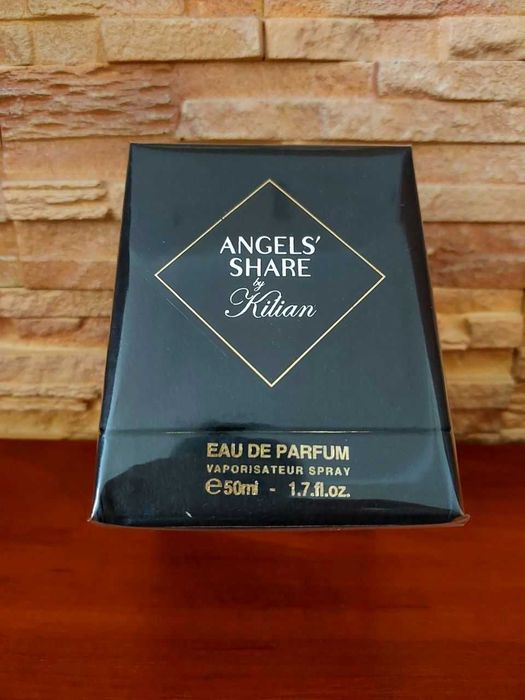 ANGELS'
SHARE
by
Kilian
EAU DE PARFUM
VAPORISATEUR SPRAY
℮50ml - 1.7.fl.oz.